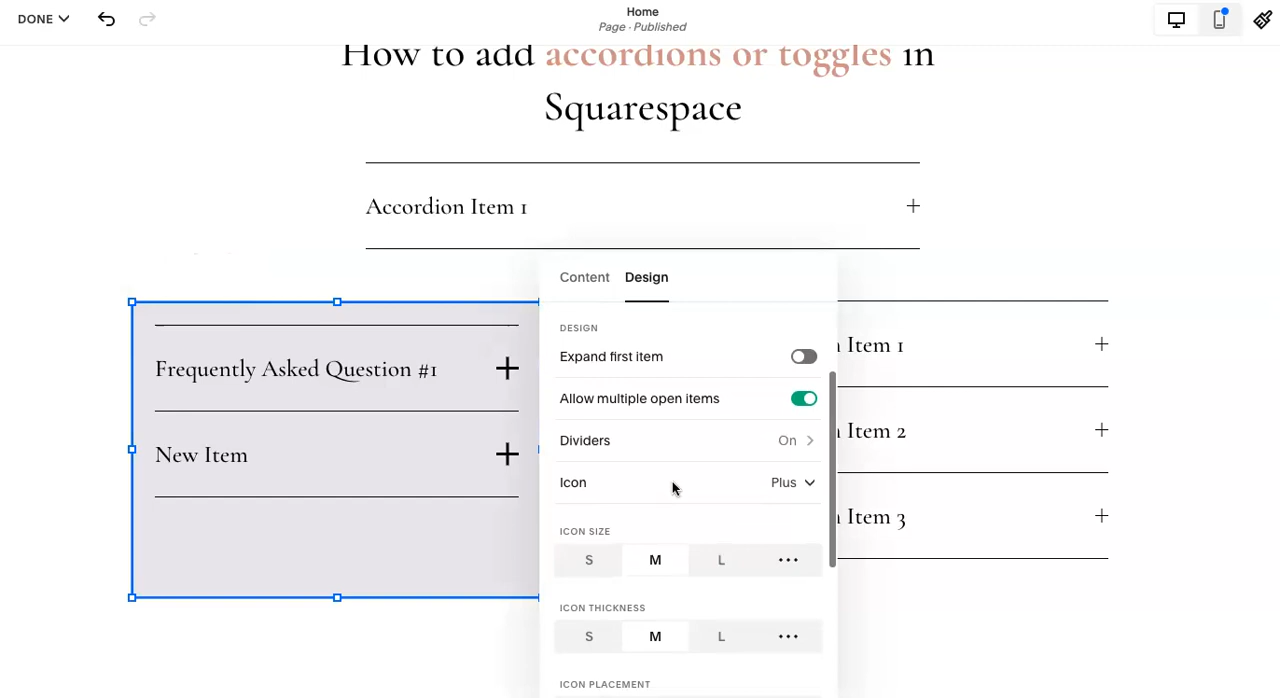 DONE
Home
Page · Published
How to add accordions or toggles in
Squarespace
Accordion Item 1
Frequently Asked Question #1
New Item
Content Design
DESIGN
Expand first item
Allow multiple open items
Dividers On
Icon Plus
ICON SIZE
S M L
ICON THICKNESS
S M L
ICON PLACEMENT
Item 1
Item 2
Item 3